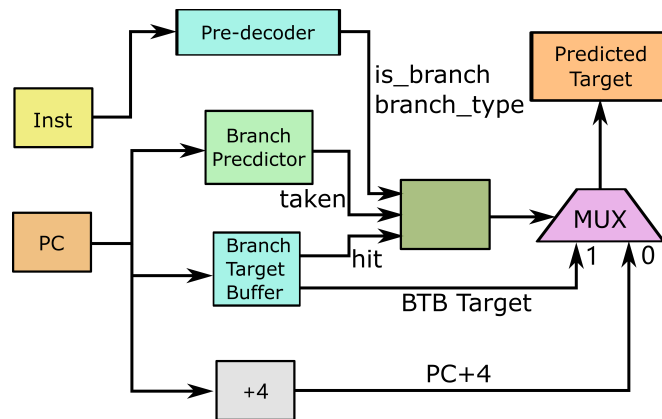 Pre-decoder
Predicted
Target
is_branch
branch_type
Inst
Branch
Precdictor
taken
MUX
PC
Branch
Target
Buffer
hit
1
0
BTB Target
PC+4
+4